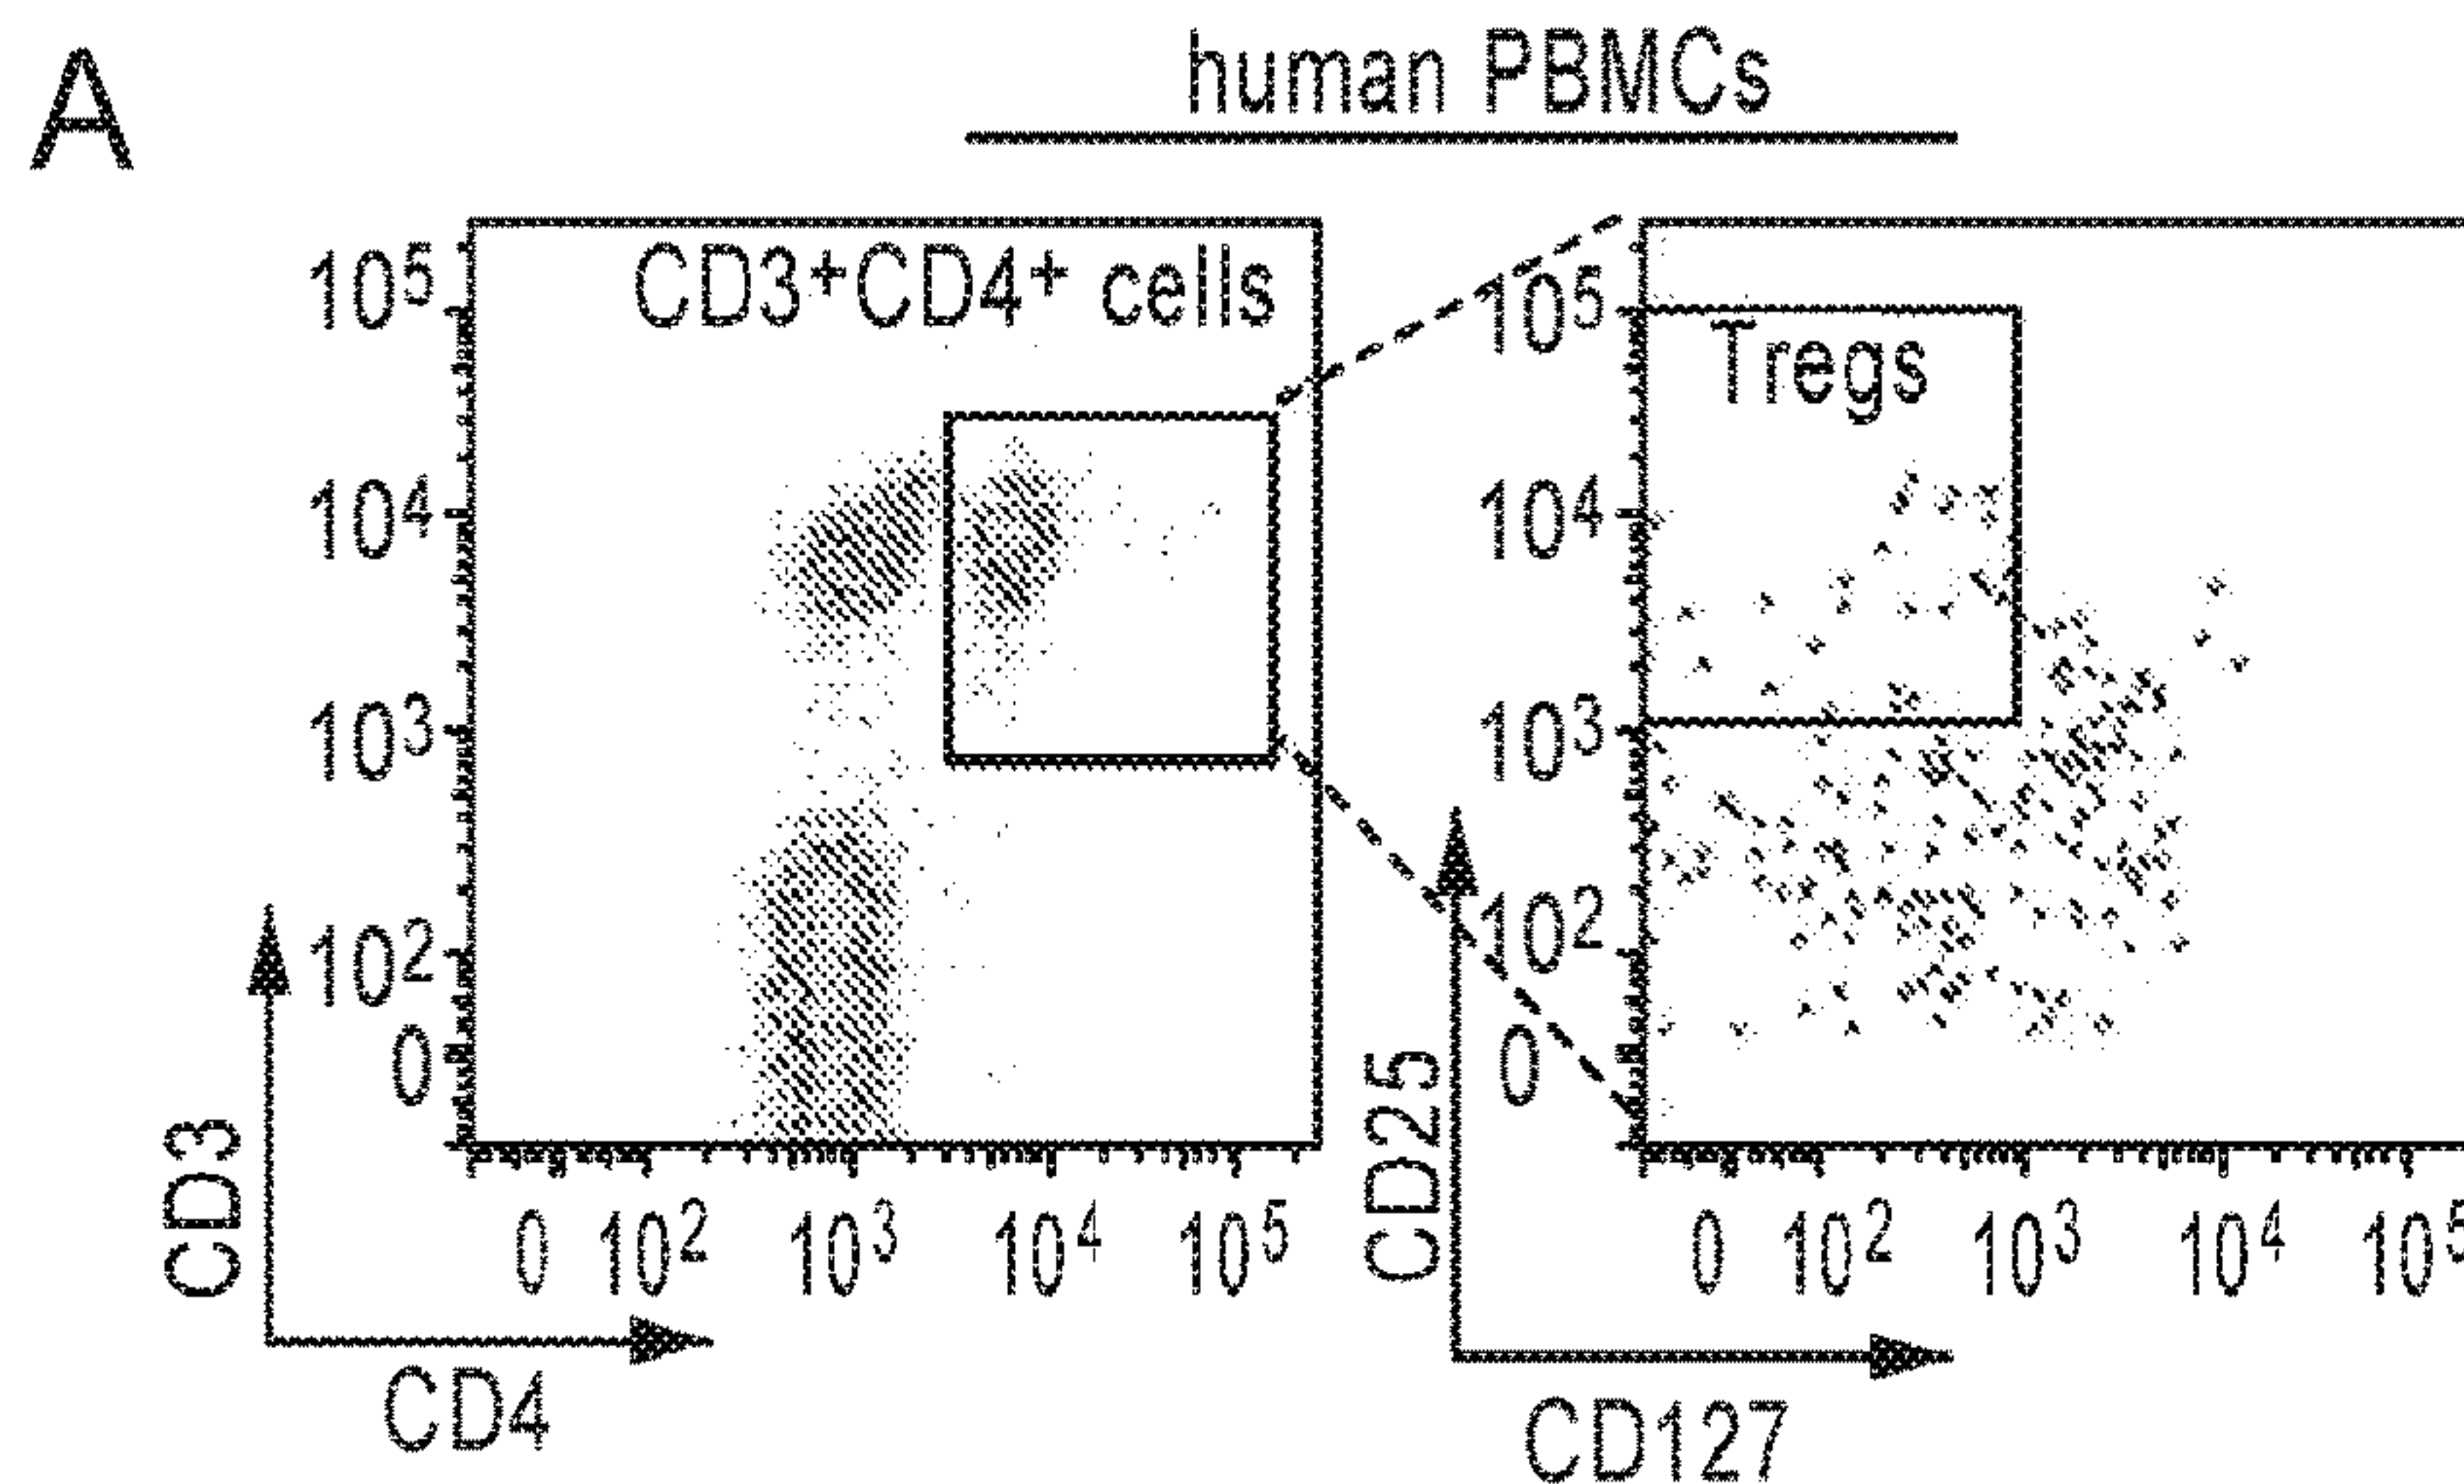 A
human PBMCs
CD3⁺CD4⁺ cells
10⁵
10⁴
10³
10²
0
CD3
0 10² 10³ 10⁴ 10⁵
CD4
Tregs
10⁵
10⁴
10³
10²
0
CD25
0 10² 10³ 10⁴ 10⁵
CD127